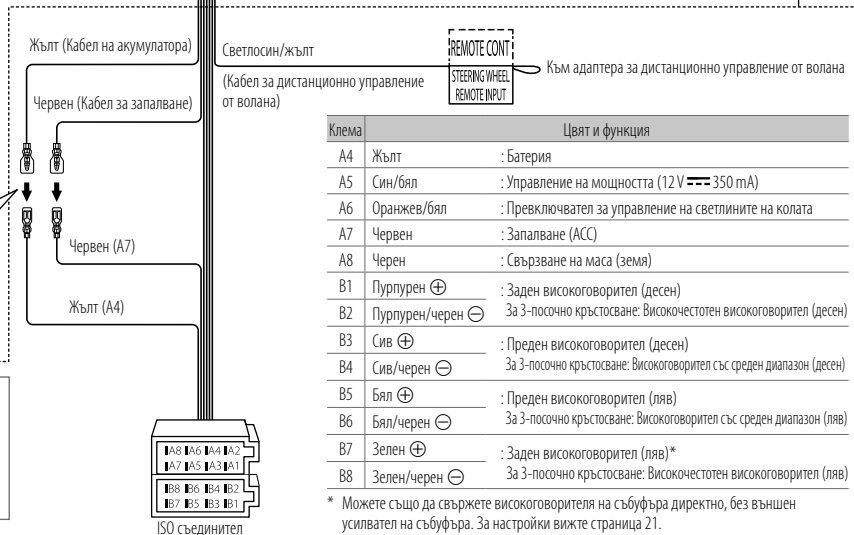 Жълт (Кабел на акумулатора)
Червен (Кабел за запалване)
Червен (A7)
Жълт (A4)
Светлосин/жълт
(Кабел за дистанционно управление
от волана)
REMOTE CONT
STEERING WHEEL
REMOTE INPUT
Към адаптера за дистанционно управление от волана
Клема Цвят и функция
A4 Жълт : Батерия
A5 Син/бял : Управление на мощността (12 V ⎓ 350 mA)
A6 Оранжев/бял : Превключвател за управление на светлините на колата
A7 Червен : Запалване (ACC)
A8 Черен : Свързване на маса (земя)
B1 Пурпурен ⊕ : Заден високоговорител (десен)
B2 Пурпурен/черен ⊖ За 3-посочно кръстосване: Високочестотен високоговорител (десен)
B3 Сив ⊕ : Преден високоговорител (десен)
B4 Сив/черен ⊖ За 3-посочно кръстосване: Високоговорител със среден диапазон (десен)
B5 Бял ⊕ : Преден високоговорител (ляв)
B6 Бял/черен ⊖ За 3-посочно кръстосване: Високоговорител със среден диапазон (ляв)
B7 Зелен ⊕ : Заден високоговорител (ляв)*
B8 Зелен/черен ⊖ За 3-посочно кръстосване: Високочестотен високоговорител (ляв)
* Можете също да свържете високоговорителя на събуфъра директно, без външен
усилвател на събуфъра. За настройки вижте страница 21.
A8 A6 A4 A2
A7 A5 A3 A1
B8 B6 B4 B2
B7 B5 B3 B1
ISO съединител